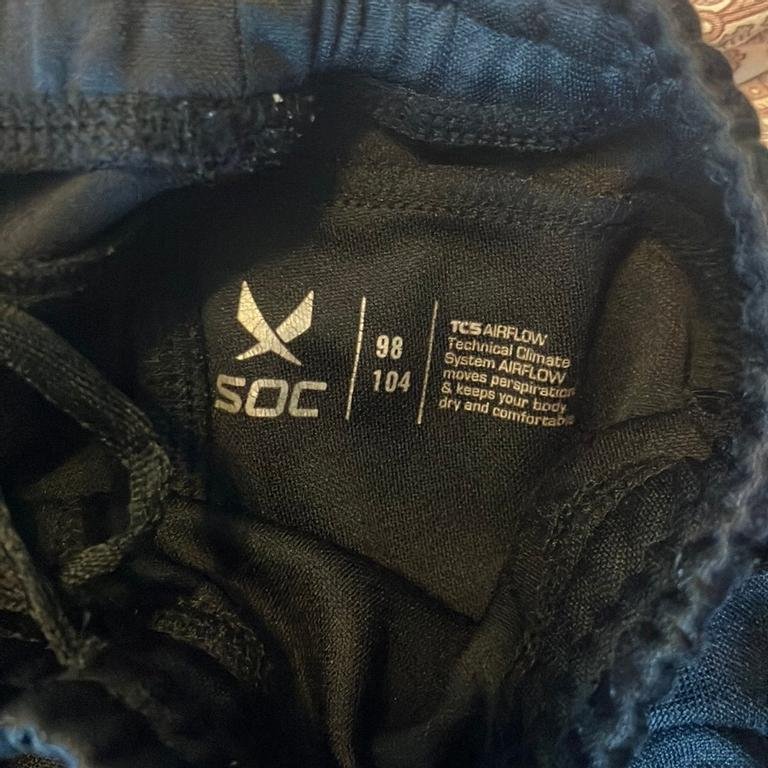 SOC
98
104
TCS AIRFLOW
Technical Climate
System AIRFLOW
moves perspiration
& keeps your body
dry and comfortable